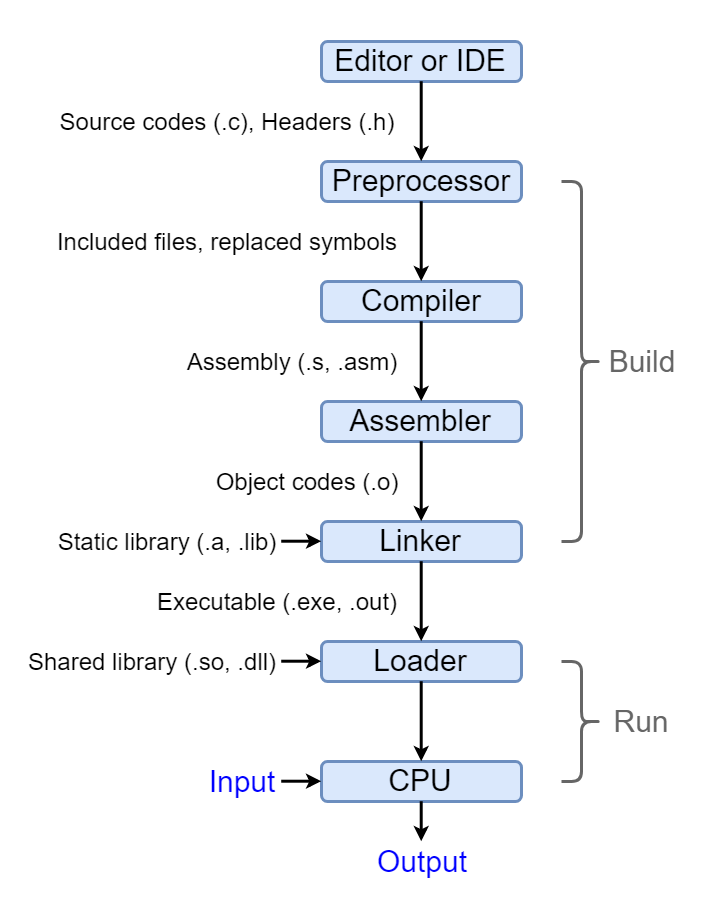 Editor or IDE
Source codes (.c), Headers (.h)
Preprocessor
Included files, replaced symbols
Compiler
Build
Assembly (.s, .asm)
Assembler
Object codes (.o)
Static library (.a, .lib)
Linker
Executable (.exe, .out)
Shared library (.so, .dll)
Loader
Run
Input
CPU
Output